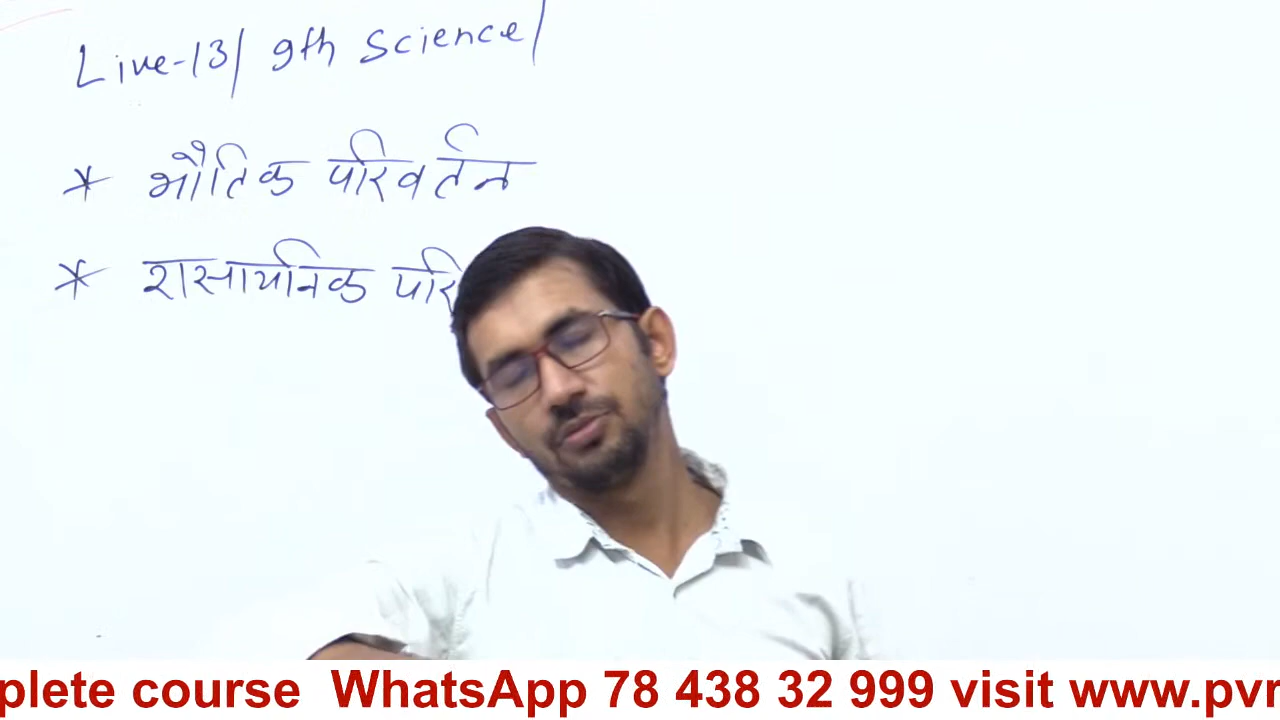 Live-13/ 9th Science/
* भौतिक परिवर्तन
* रासायनिक परि
plete course WhatsApp 78 438 32 999 visit www.pvr